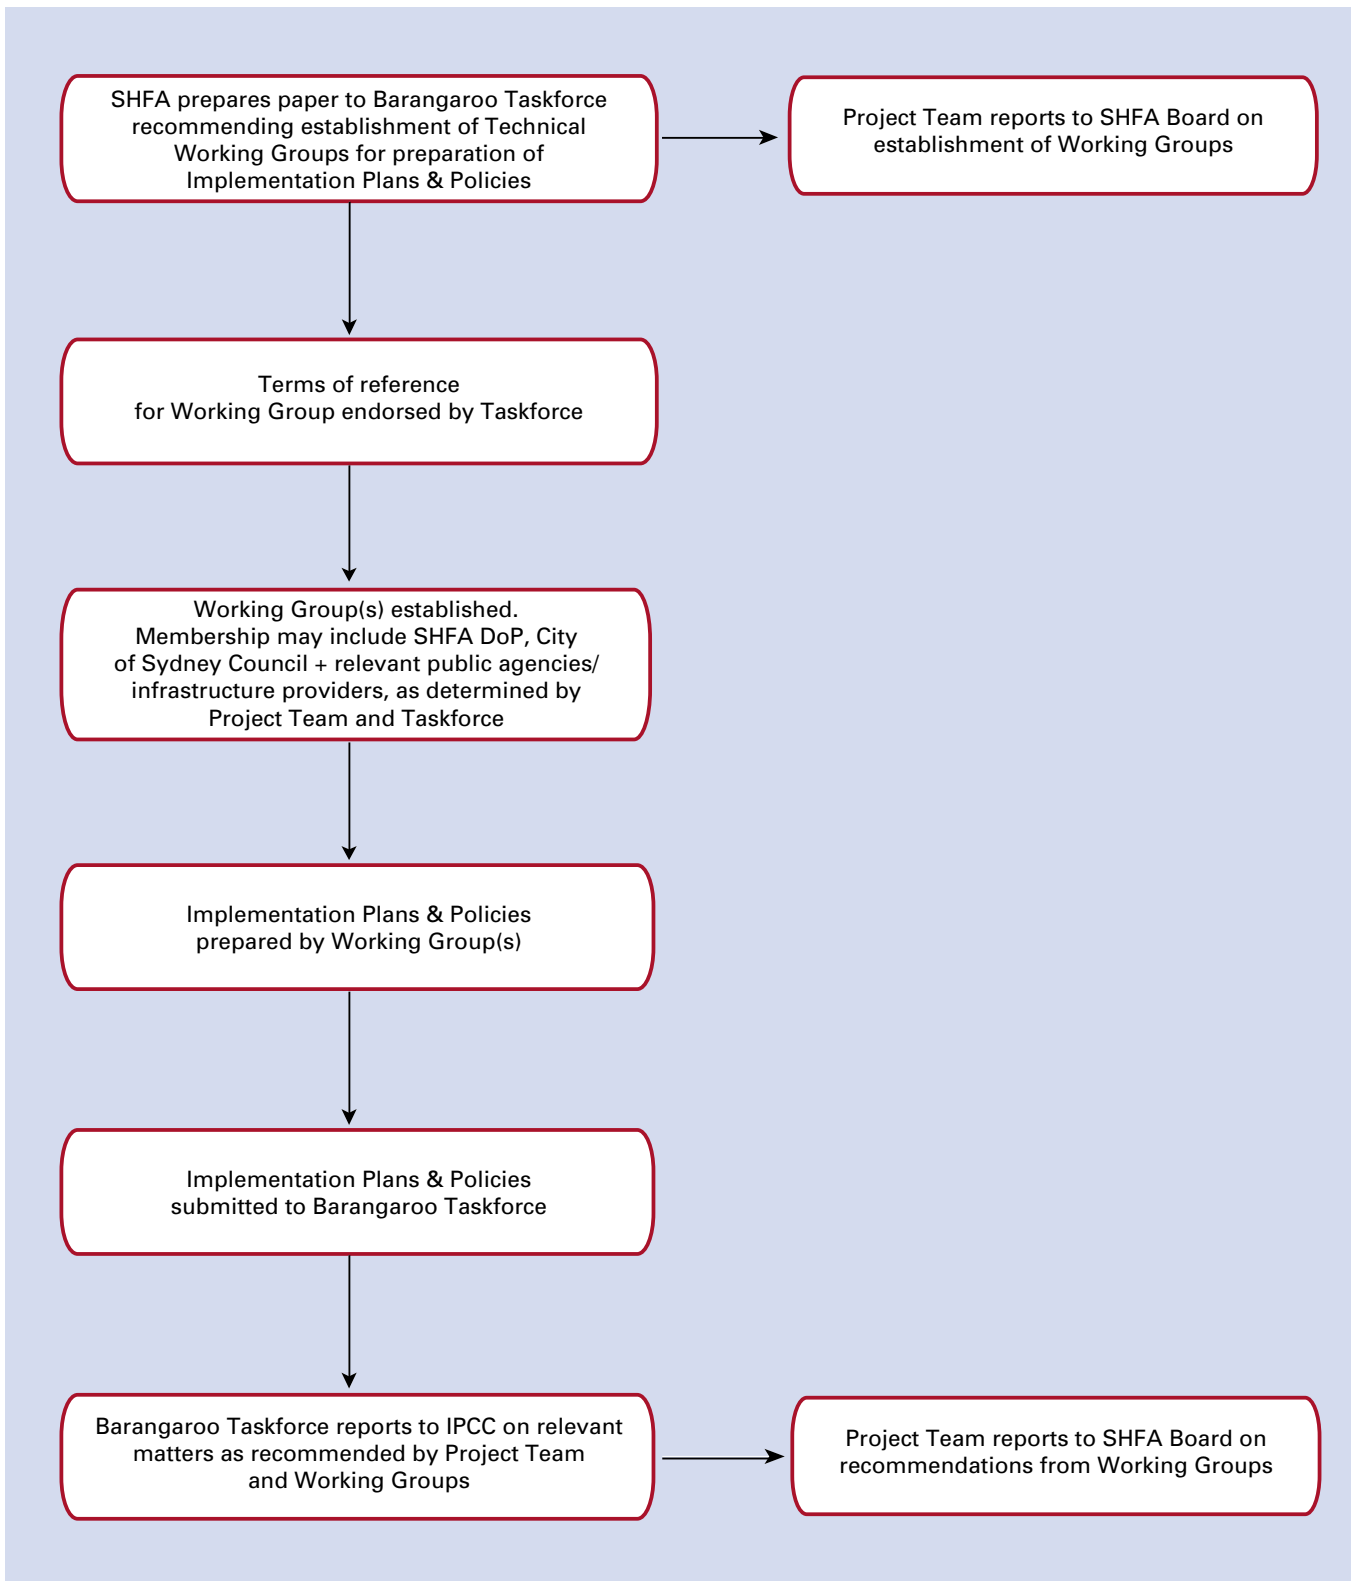 SHFA prepares paper to Barangaroo Taskforce
recommending establishment of Technical
Working Groups for preparation of
Implementation Plans & Policies
Project Team reports to SHFA Board on
establishment of Working Groups
Terms of reference
for Working Group endorsed by Taskforce
Working Group(s) established.
Membership may include SHFA DoP, City
of Sydney Council + relevant public agencies/
infrastructure providers, as determined by
Project Team and Taskforce
Implementation Plans & Policies
prepared by Working Group(s)
Implementation Plans & Policies
submitted to Barangaroo Taskforce
Barangaroo Taskforce reports to IPCC on relevant
matters as recommended by Project Team
and Working Groups
Project Team reports to SHFA Board on
recommendations from Working Groups